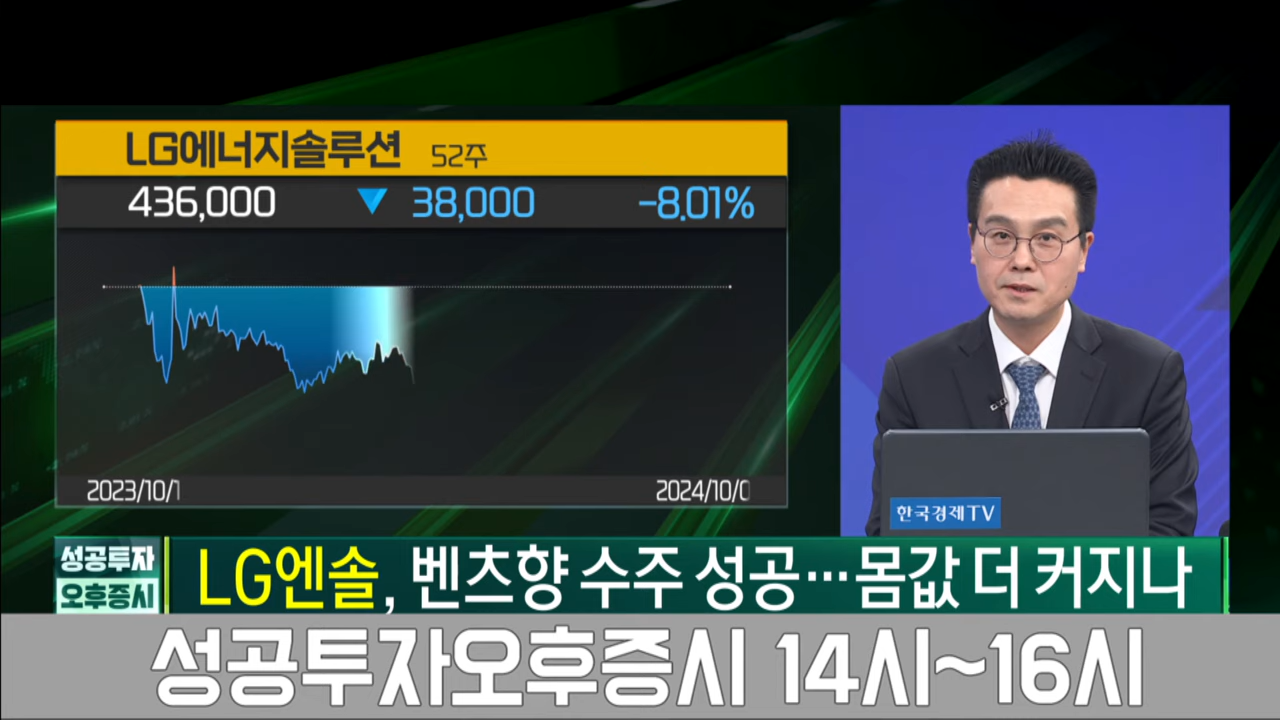 LG에너지솔루션 52주
436,000 ▼ 38,000 -8.01%
2023/10/1 2024/10/0
한국경제TV
성공투자
오후증시
LG엔솔, 벤츠향 수주 성공…몸값 더 커지나
성공투자오후증시 14시~16시